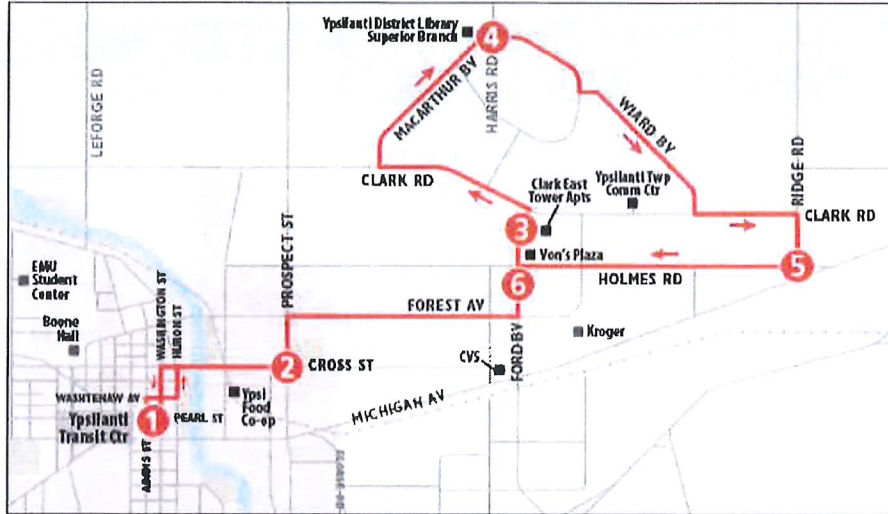 Ypsilanti District Library
Superior Branch
4
LEFORGE RD
MACARTHUR BV
HARRIS RD
WIARD BV
RIDGE RD
CLARK RD
Clark East
Tower Apts
Ypsilanti Twp
Comm Ctr
CLARK RD
3
Von's Plaza
HOLMES RD
5
6
EMU
Student
Center
WASHINGTON ST
HURON ST
PROSPECT ST
FOREST AV
Boone
Hall
Kroger
CVS
FORD BV
2
CROSS ST
WASHTENAW AV
1
PEARL ST
Ypsi
Food
Co-op
MICHIGAN AV
Ypsilanti
Transit Ctr
ADAMS ST